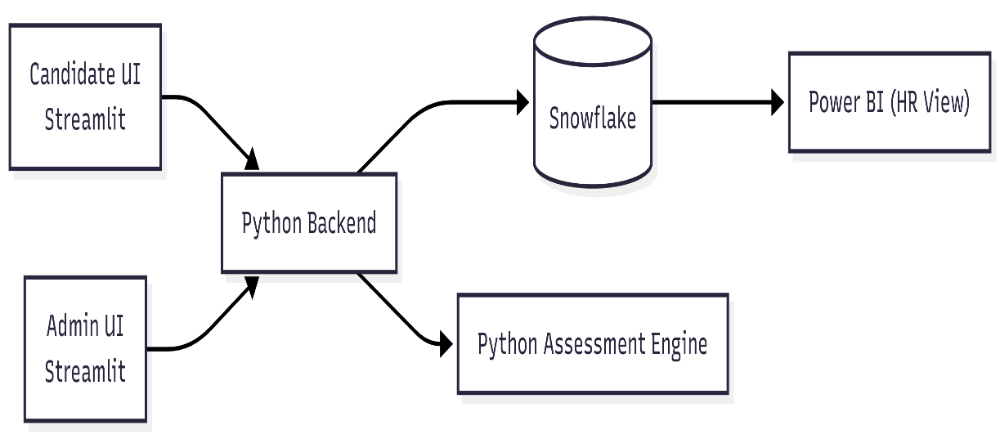 Candidate UI
Streamlit
Snowflake
Power BI (HR View)
Python Backend
Admin UI
Streamlit
Python Assessment Engine